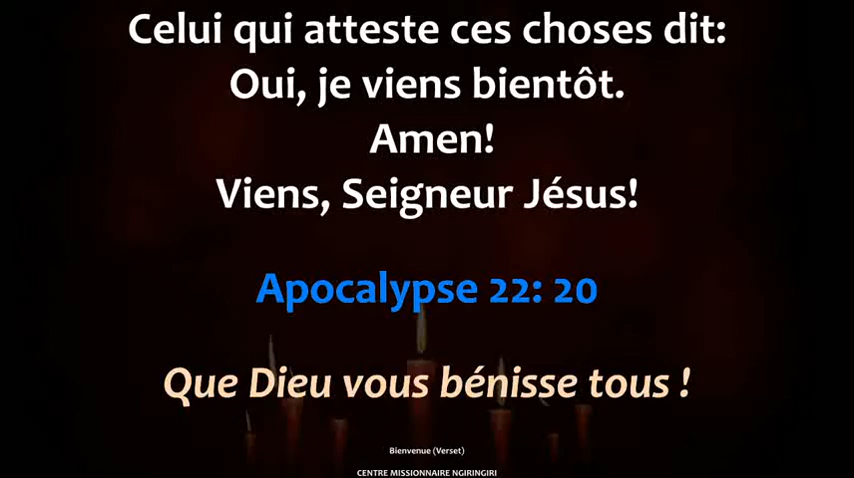 Celui qui atteste ces choses dit:
Oui, je viens bientôt.
Amen!
Viens, Seigneur Jésus!
Apocalypse 22: 20
Que Dieu vous bénisse tous !
Bienvenue (Verset)
CENTRE MISSIONNAIRE NGIRINGIRI